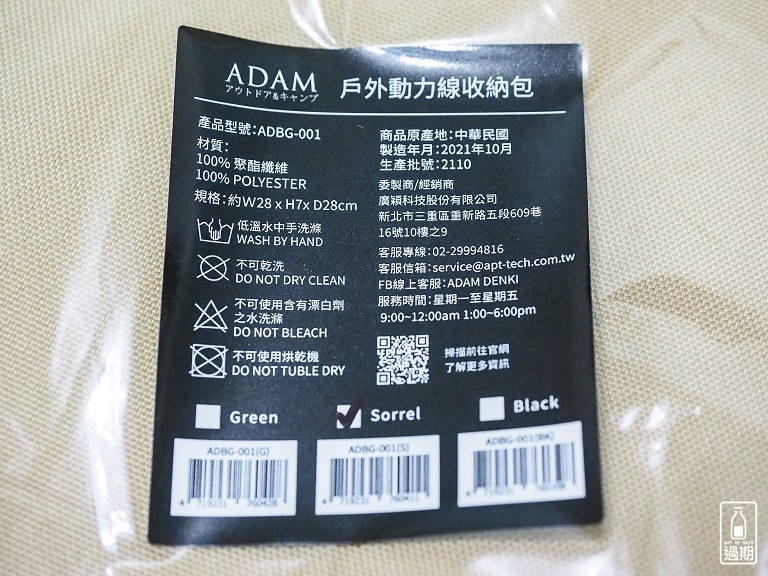 ADAM
アウトドア&キャンプ
戶外動力線收納包
產品型號:ADBG-001
材質:
100% 聚酯纖維
100% POLYESTER
規格:約W28 x H7x D28cm
低溫水中手洗滌
WASH BY HAND
不可乾洗
DO NOT DRY CLEAN
不可使用含有漂白劑
之水洗滌
DO NOT BLEACH
不可使用烘乾機
DO NOT TUBLE DRY
商品原產地:中華民國
製造年月:2021年10月
生產批號:2110
委製商/經銷商
廣穎科技股份有限公司
新北市三重區重新路五段609巷
16號10樓之9
客服專線:02-29994816
客服信箱:service@apt-tech.com.tw
FB線上客服:ADAM DENKI
服務時間:星期一至星期五
9:00~12:00am 1:00~6:00pm
掃描前往官網
了解更多資訊
Green
Sorrel
Black
ADBG-001(G)
4 719231 760428
ADBG-001(S)
4 719231 760411
ADBG-001(BK)
OUT OF DATE
過期